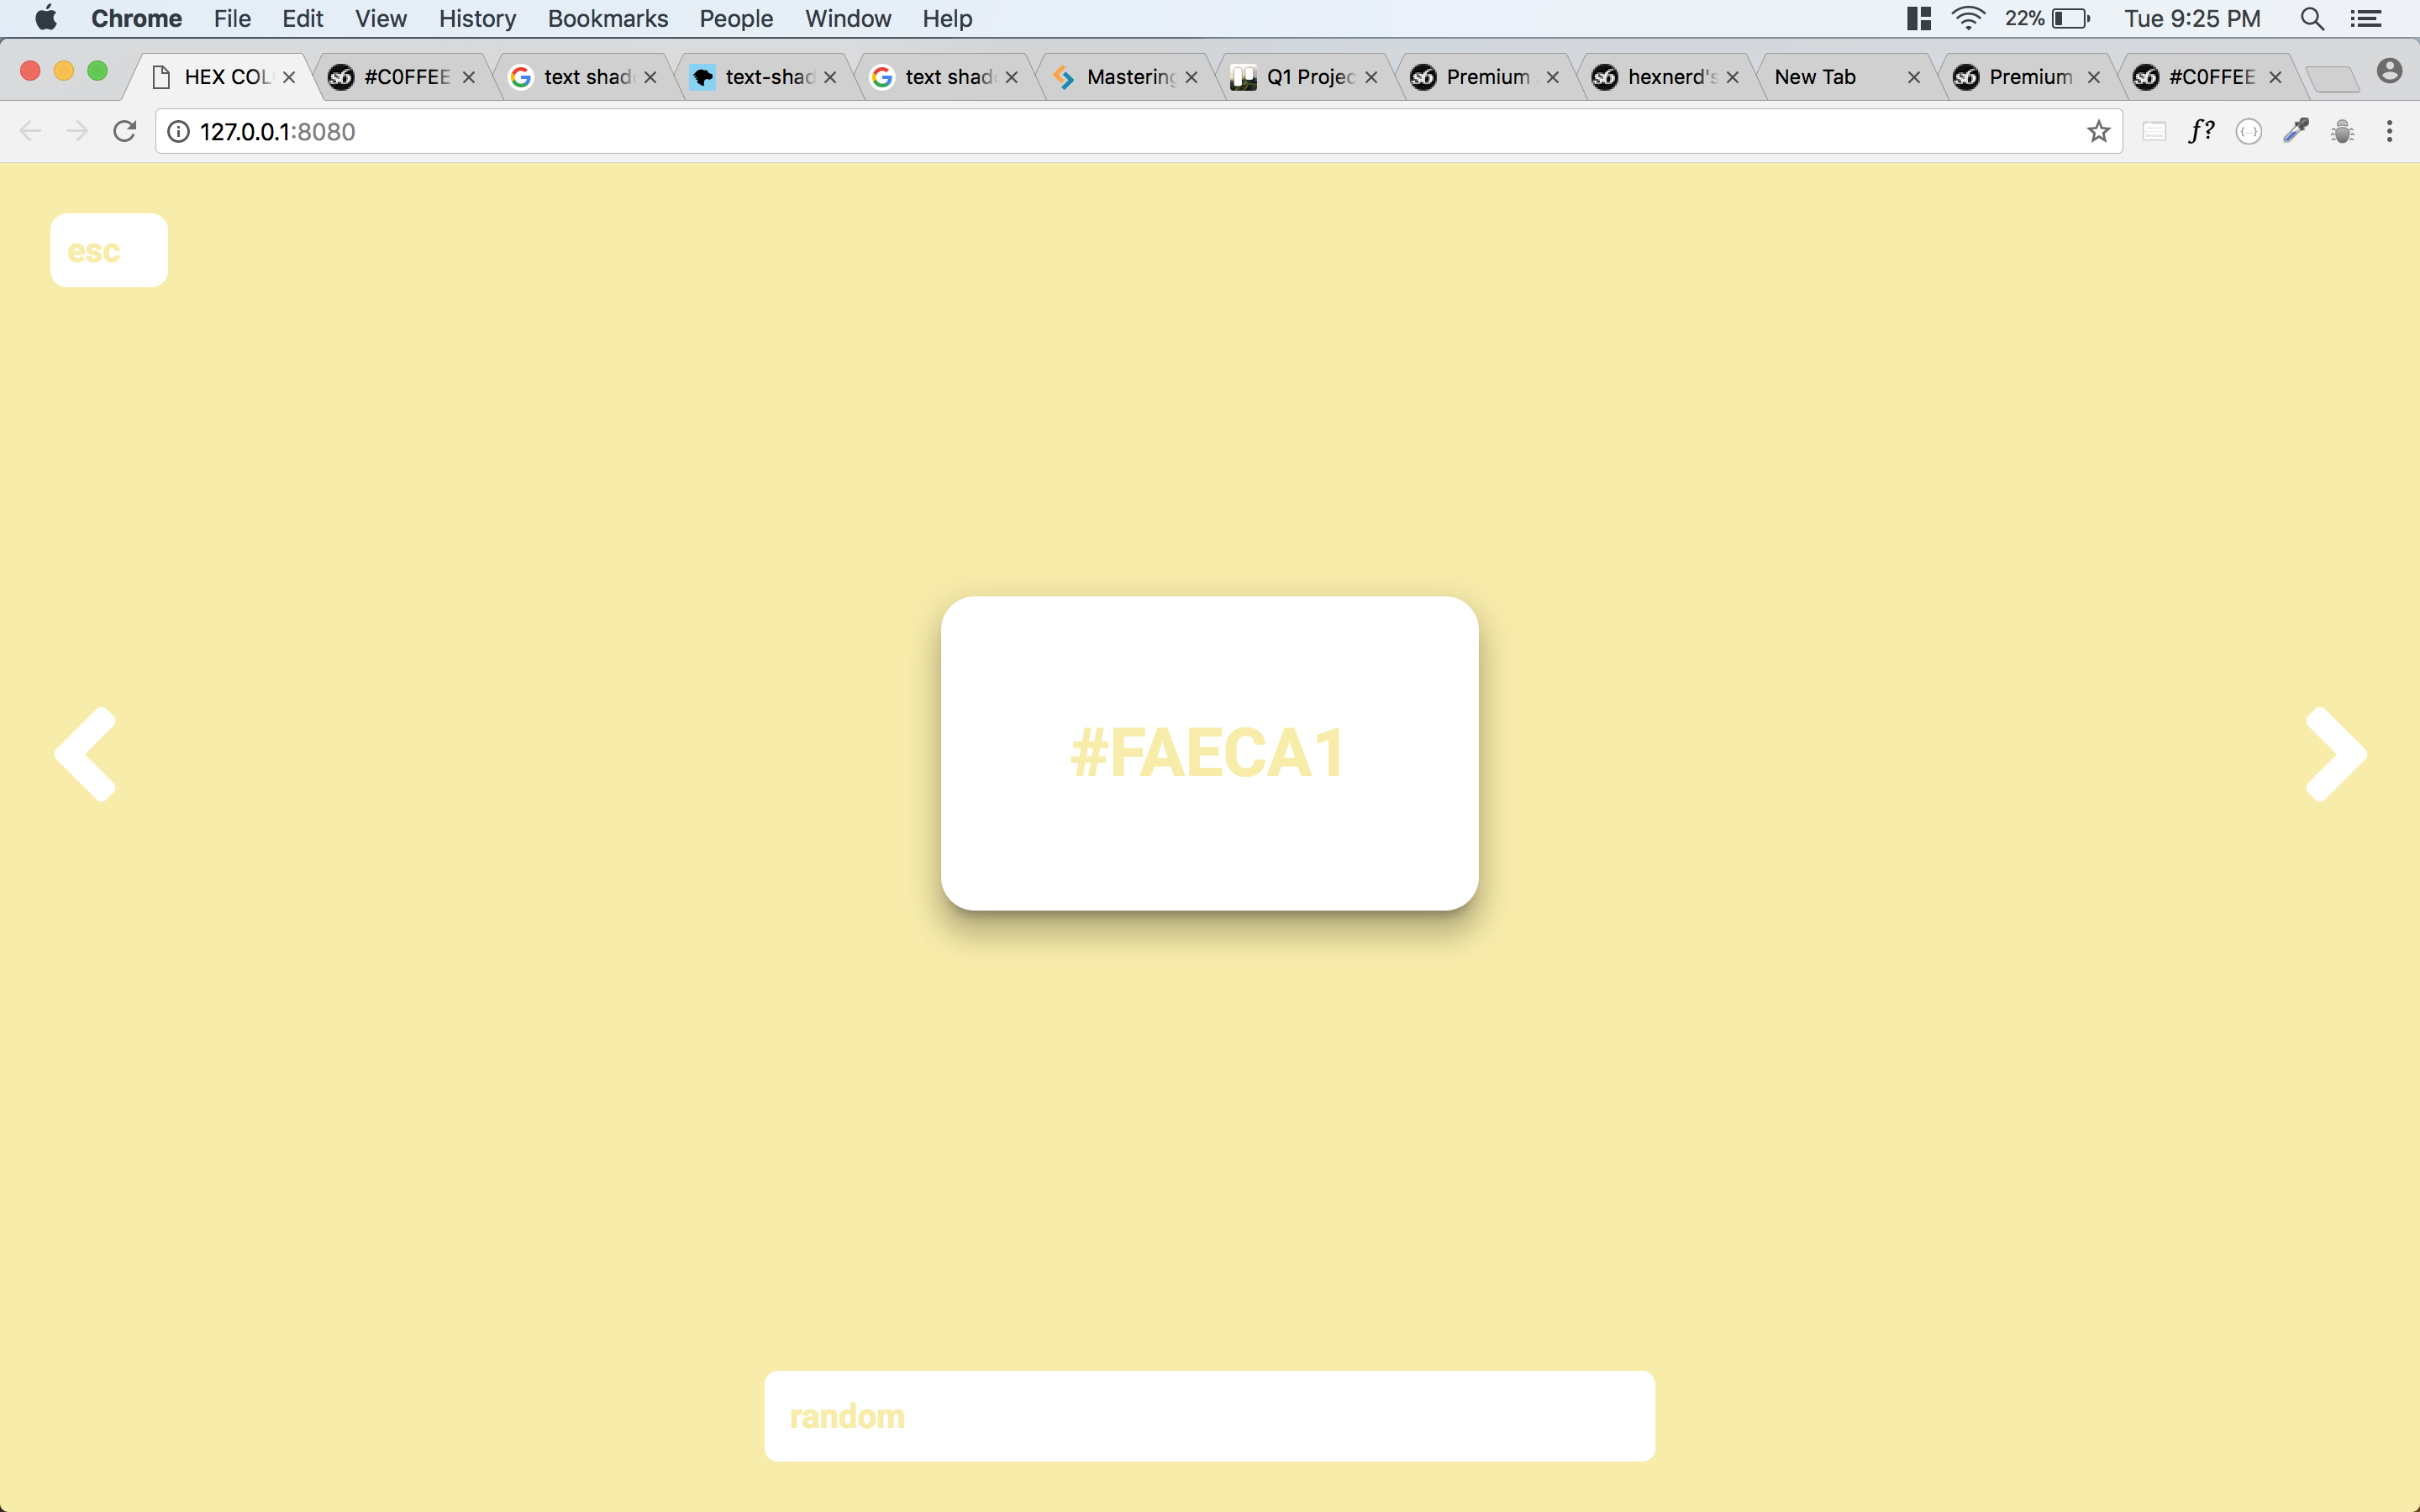 Chrome File Edit View History Bookmarks People Window Help 22% Tue 9:25 PM
HEX COL #C0FFEE text shad text-shad text shad Mastering Q1 Projec Premium hexnerd's New Tab Premium #C0FFEE
127.0.0.1:8080 f?
esc
#FAECA1
random